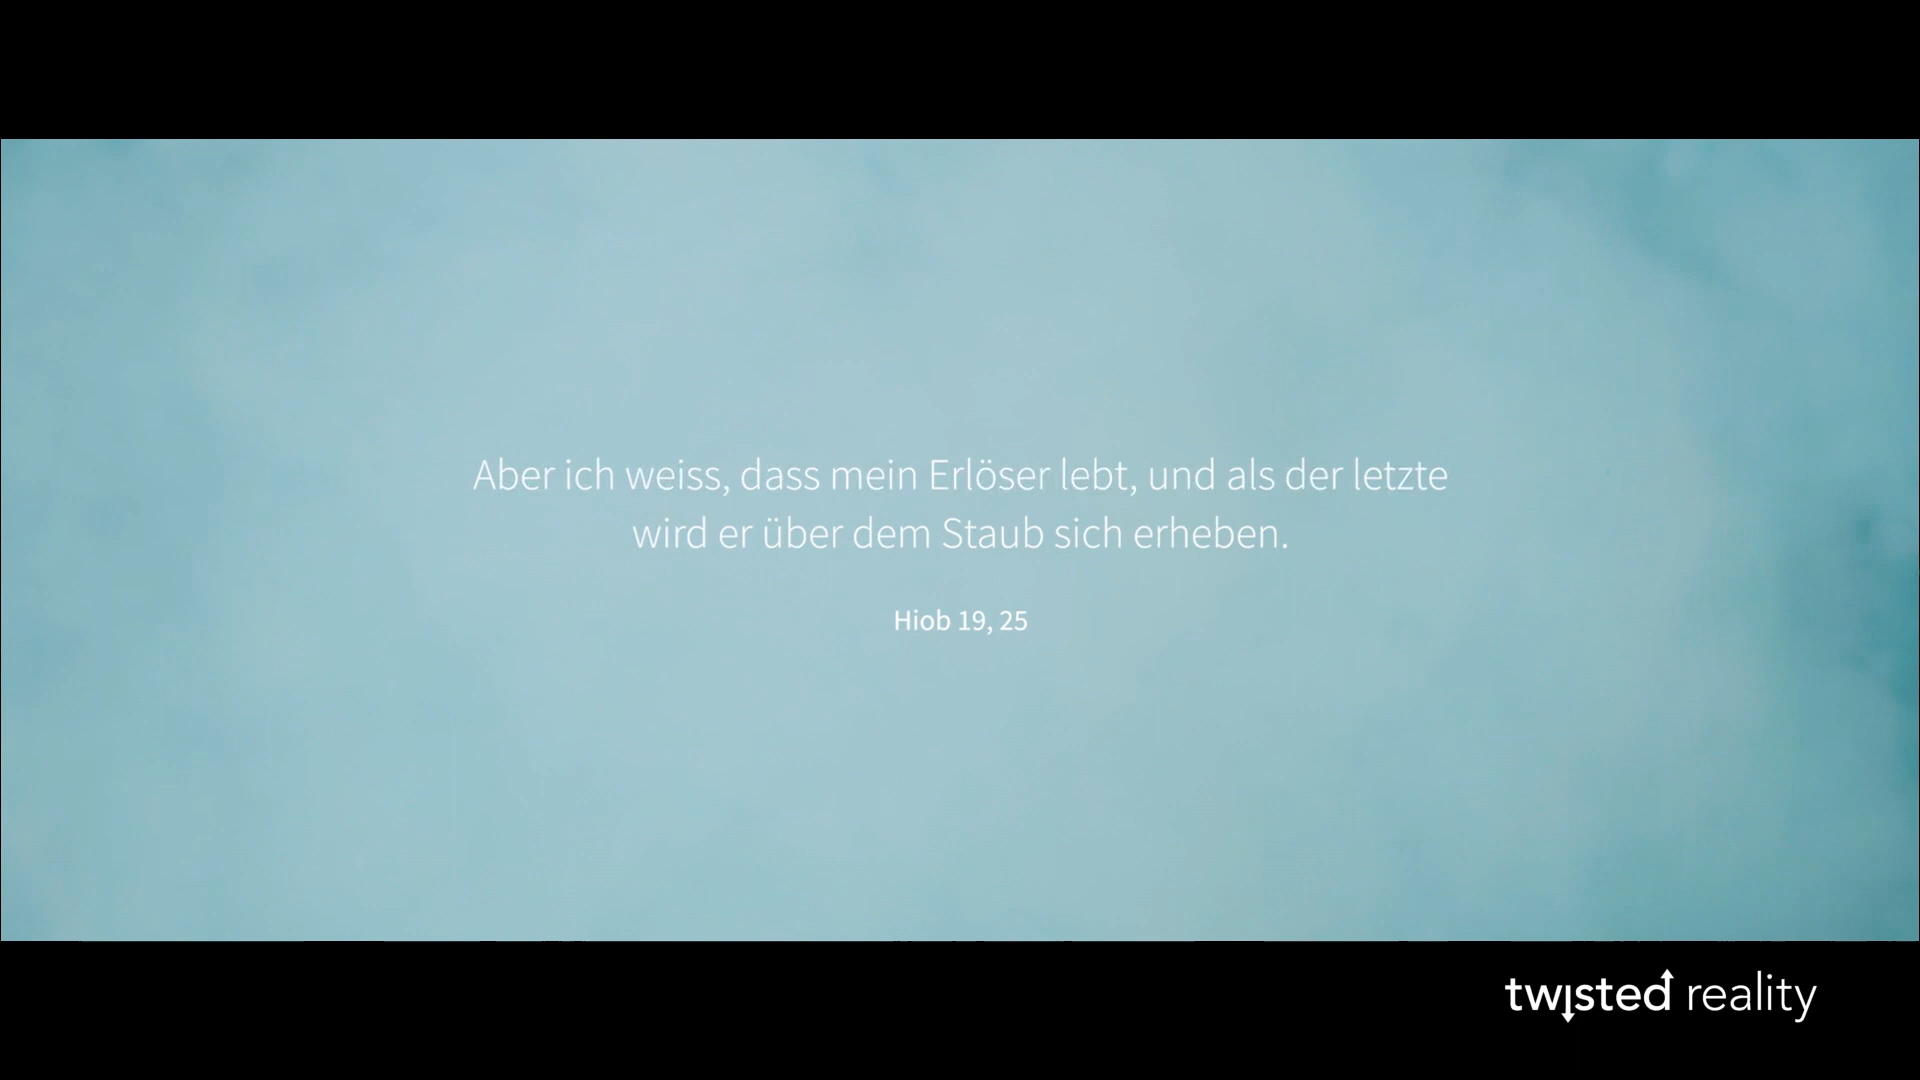 Aber ich weiss, dass mein Erlöser lebt, und als der letzte
wird er über dem Staub sich erheben.
Hiob 19, 25
twisted reality